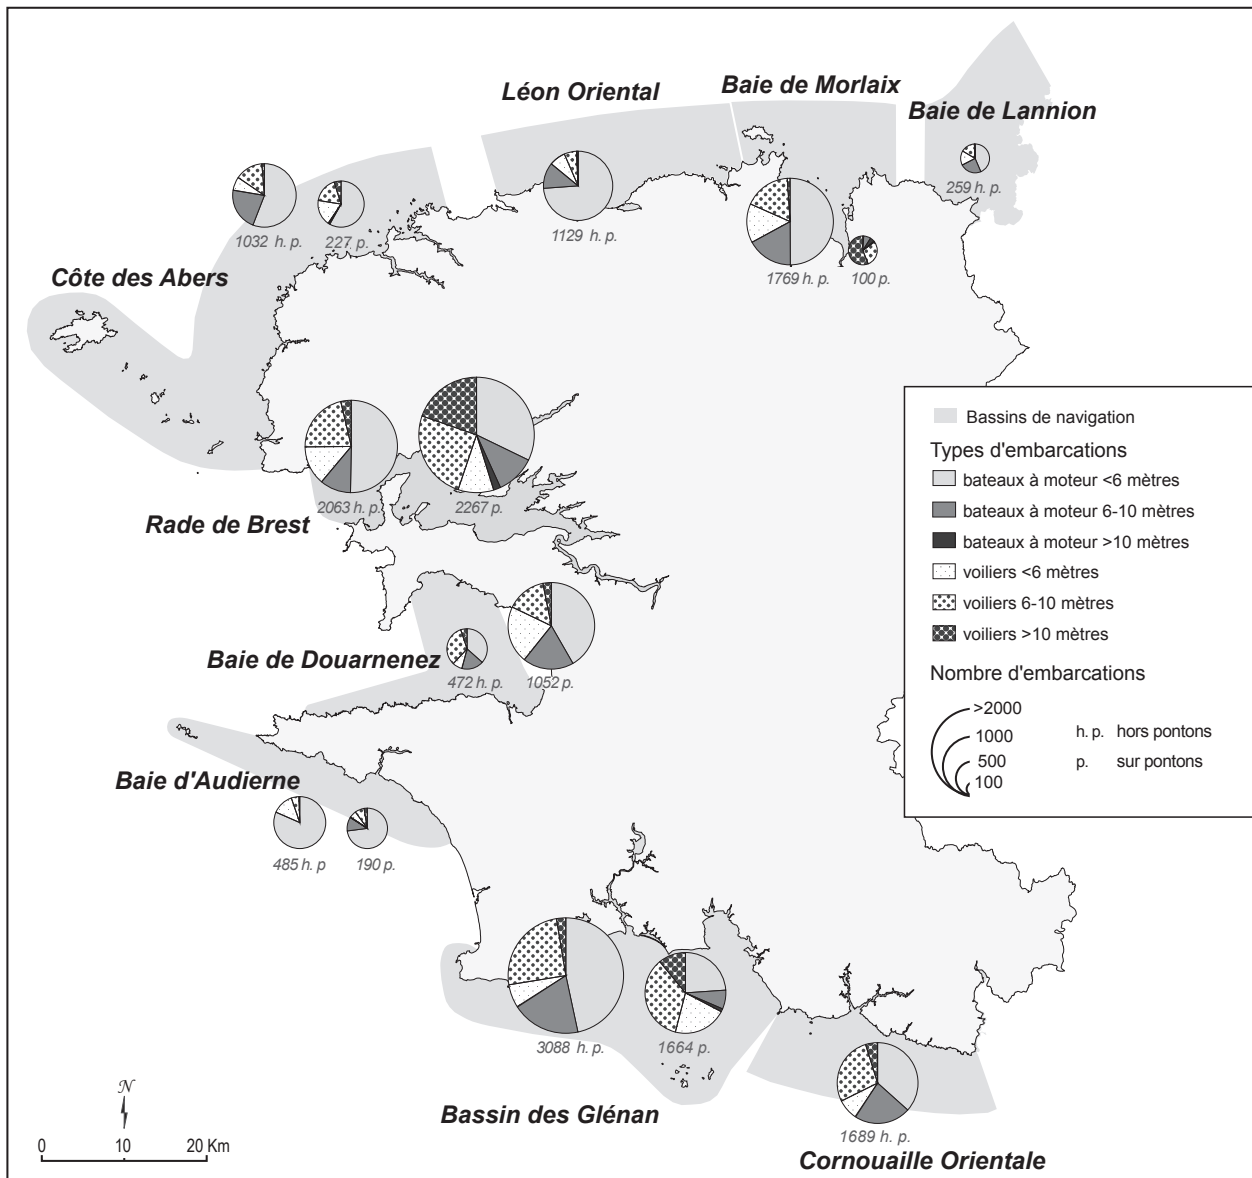 Léon Oriental
Baie de Morlaix
Baie de Lannion
259 h. p.
1032 h. p.
227 p.
1129 h. p.
1769 h. p.
100 p.
Côte des Abers
2063 h. p.
2267 p.
Rade de Brest
Baie de Douarnenez
472 h. p.
1052 p.
Baie d'Audierne
485 h. p
190 p.
3088 h. p.
1664 p.
Bassin des Glénan
1689 h. p.
Cornouaille Orientale
Bassins de navigation
Types d'embarcations
bateaux à moteur <6 mètres
bateaux à moteur 6-10 mètres
bateaux à moteur >10 mètres
voiliers <6 mètres
voiliers 6-10 mètres
voiliers >10 mètres
Nombre d'embarcations
>2000
1000
500
100
h. p. hors pontons
p. sur pontons
N
0 10 20 Km